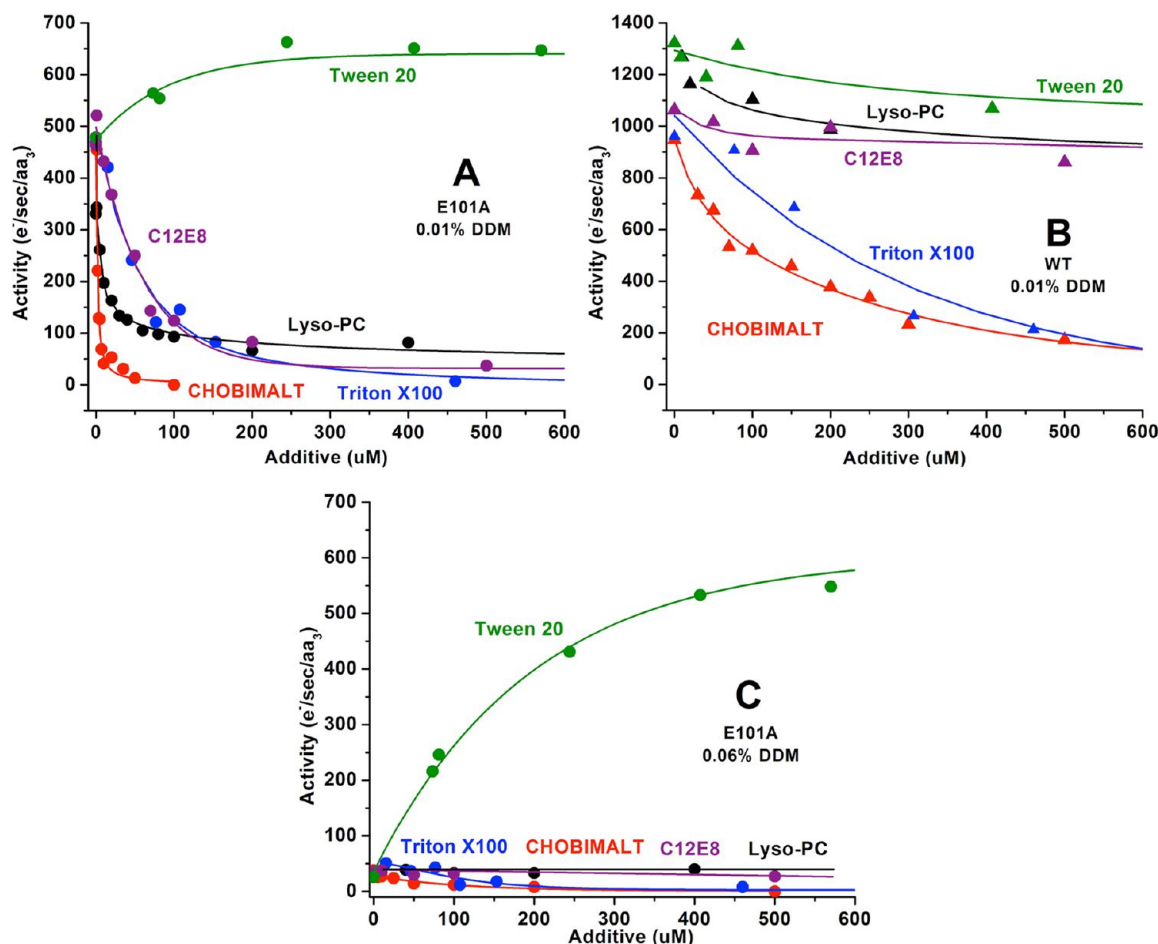 700
600
500
400
300
200
100
0
Activity (e⁻/sec/aa₃)
Tween 20
A
E101A
0.01% DDM
C12E8
Lyso-PC
CHOBIMALT
Triton X100
0 100 200 300 400 500 600
Additive (uM)
1400
1200
1000
800
600
400
200
0
Activity (e⁻/sec/aa₃)
Tween 20
Lyso-PC
C12E8
B
WT
0.01% DDM
Triton X100
CHOBIMALT
0 100 200 300 400 500 600
Additive (uM)
700
600
500
400
300
200
100
0
Activity (e⁻/sec/aa₃)
Tween 20
C
E101A
0.06% DDM
Triton X100 CHOBIMALT C12E8 Lyso-PC
0 100 200 300 400 500 600
Additive (uM)